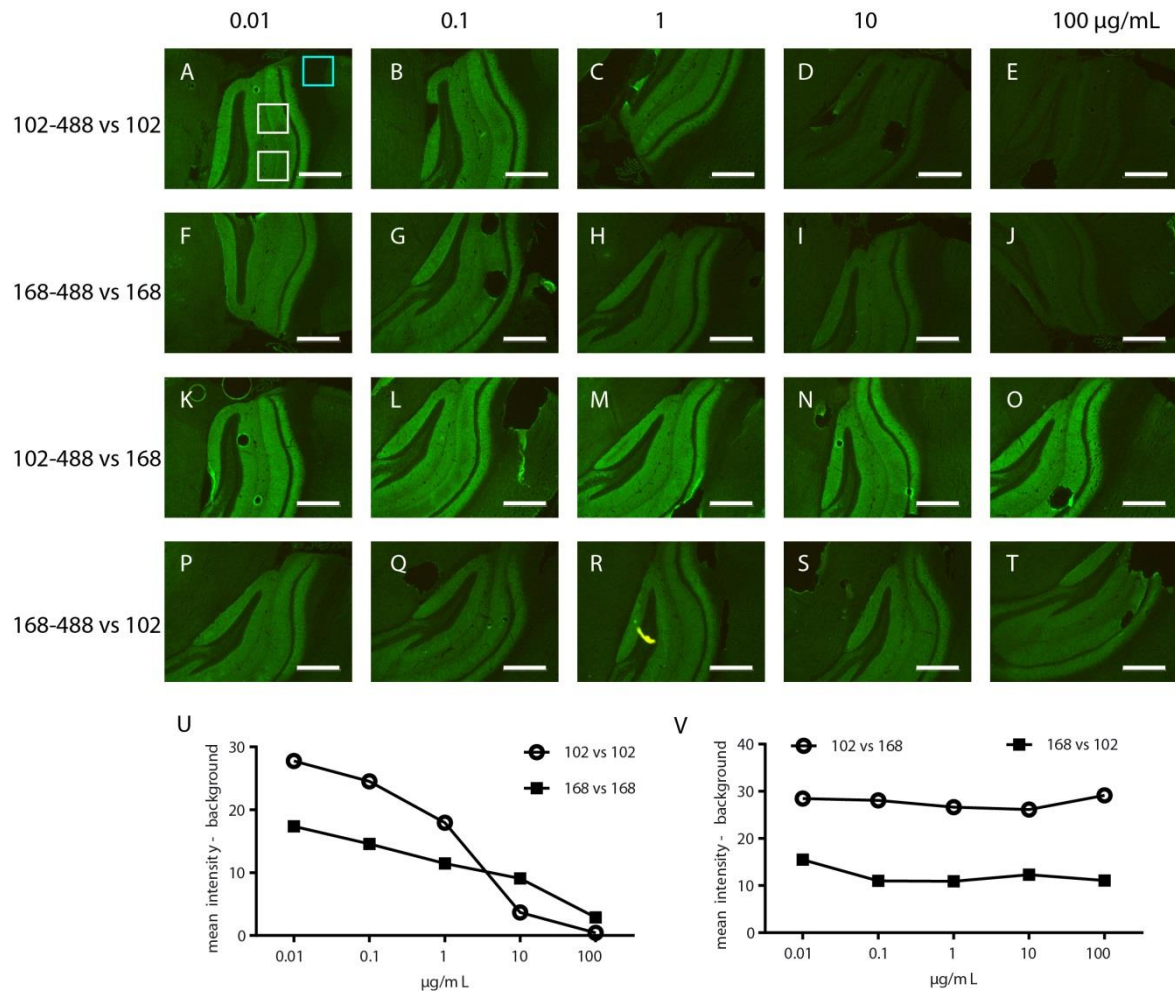 0.01 0.1 1 10 100 µg/mL
102-488 vs 102
A B C D E
168-488 vs 168
F G H I J
102-488 vs 168
K L M N O
168-488 vs 102
P Q R S T
U
mean intensity - background
30
20
10
0
102 vs 102
168 vs 168
0.01 0.1 1 10 100
µg/mL
V
mean intensity - background
40
30
20
10
0
102 vs 168
168 vs 102
0.01 0.1 1 10 100
µg/mL